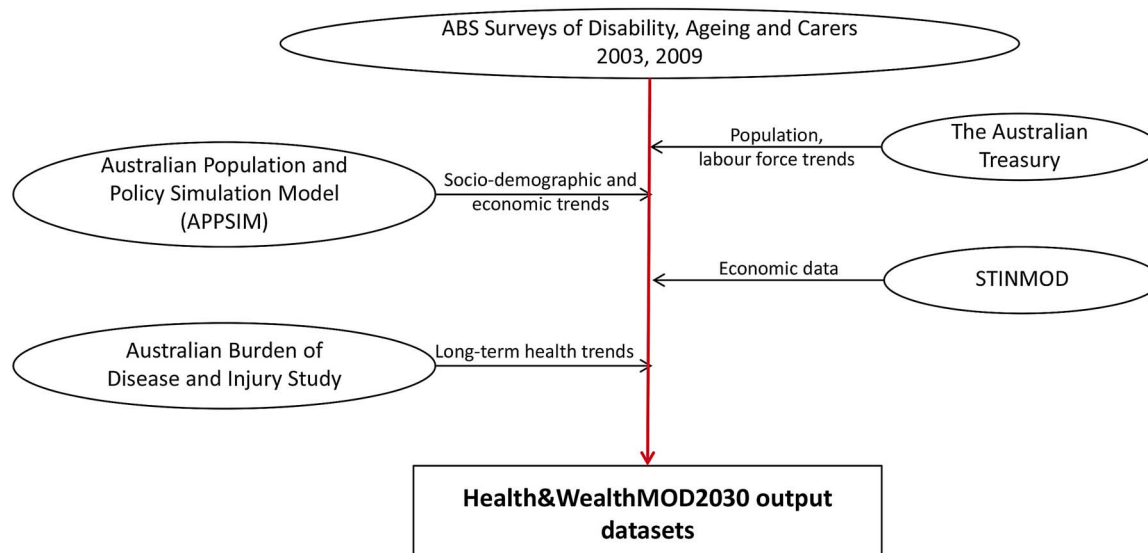 ABS Surveys of Disability, Ageing and Carers
2003, 2009
Population,
labour force trends
The Australian
Treasury
Australian Population and
Policy Simulation Model
(APPSIM)
Socio-demographic and
economic trends
Economic data
STINMOD
Australian Burden of
Disease and Injury Study
Long-term health trends
Health&WealthMOD2030 output
datasets